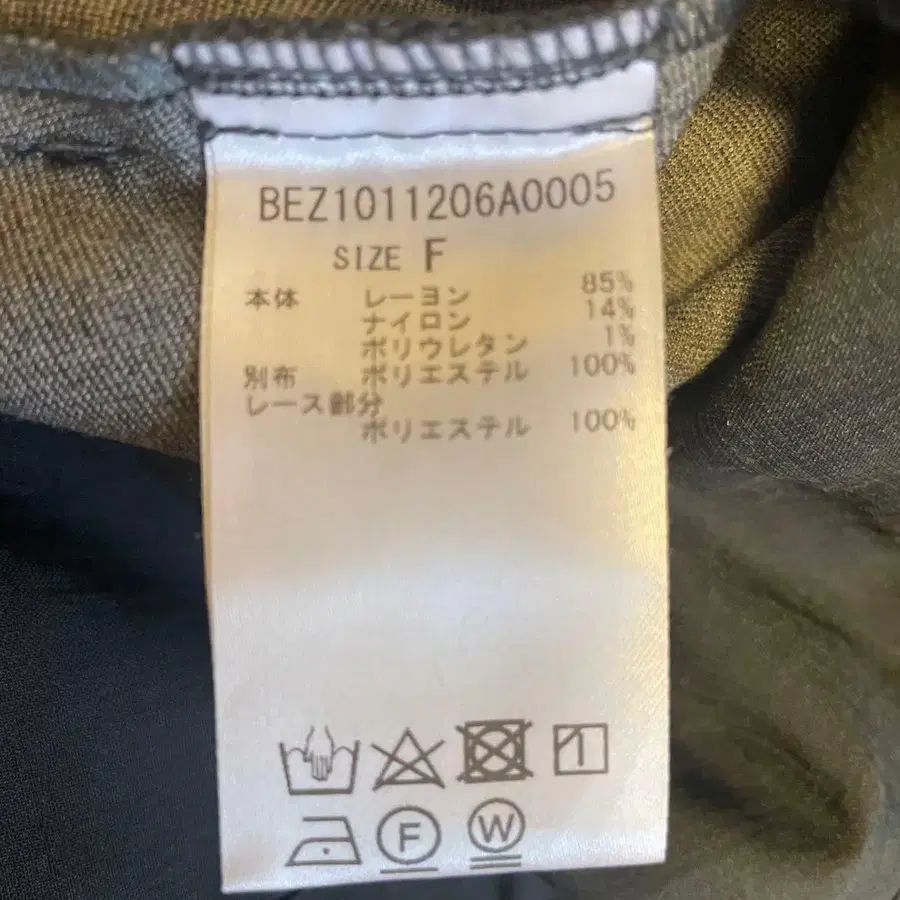 BEZ1011206A0005
SIZE F
本体 レーヨン 85%
ナイロン 14%
ポリウレタン 1%
別布 ポリエステル 100%
レース部分
ポリエステル 100%
F W